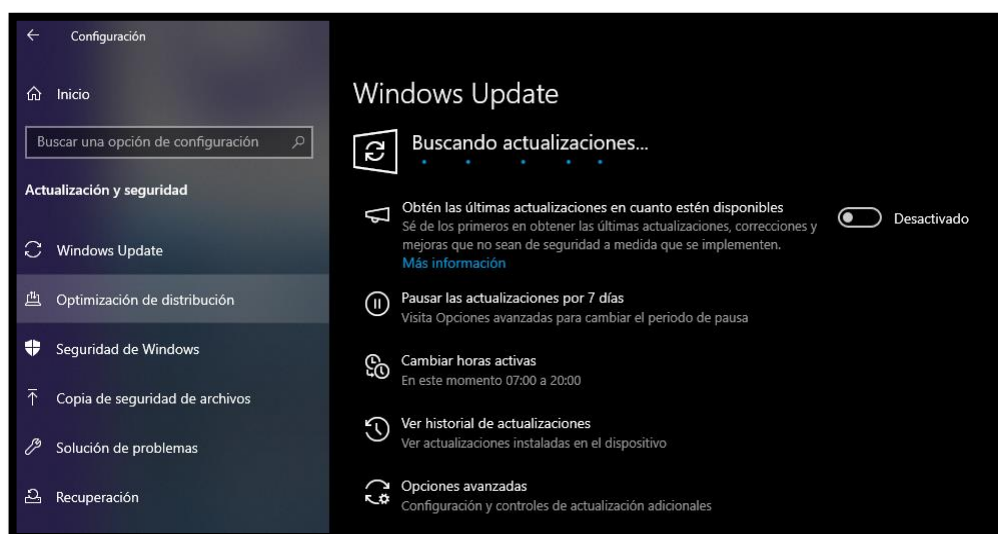 Configuración
Inicio
Buscar una opción de configuración
Actualización y seguridad
Windows Update
Optimización de distribución
Seguridad de Windows
Copia de seguridad de archivos
Solución de problemas
Recuperación
Windows Update
Buscando actualizaciones...
Obtén las últimas actualizaciones en cuanto estén disponibles
Sé de los primeros en obtener las últimas actualizaciones, correcciones y
mejoras que no sean de seguridad a medida que se implementen.
Más información
Desactivado
Pausar las actualizaciones por 7 días
Visita Opciones avanzadas para cambiar el periodo de pausa
Cambiar horas activas
En este momento 07:00 a 20:00
Ver historial de actualizaciones
Ver actualizaciones instaladas en el dispositivo
Opciones avanzadas
Configuración y controles de actualización adicionales